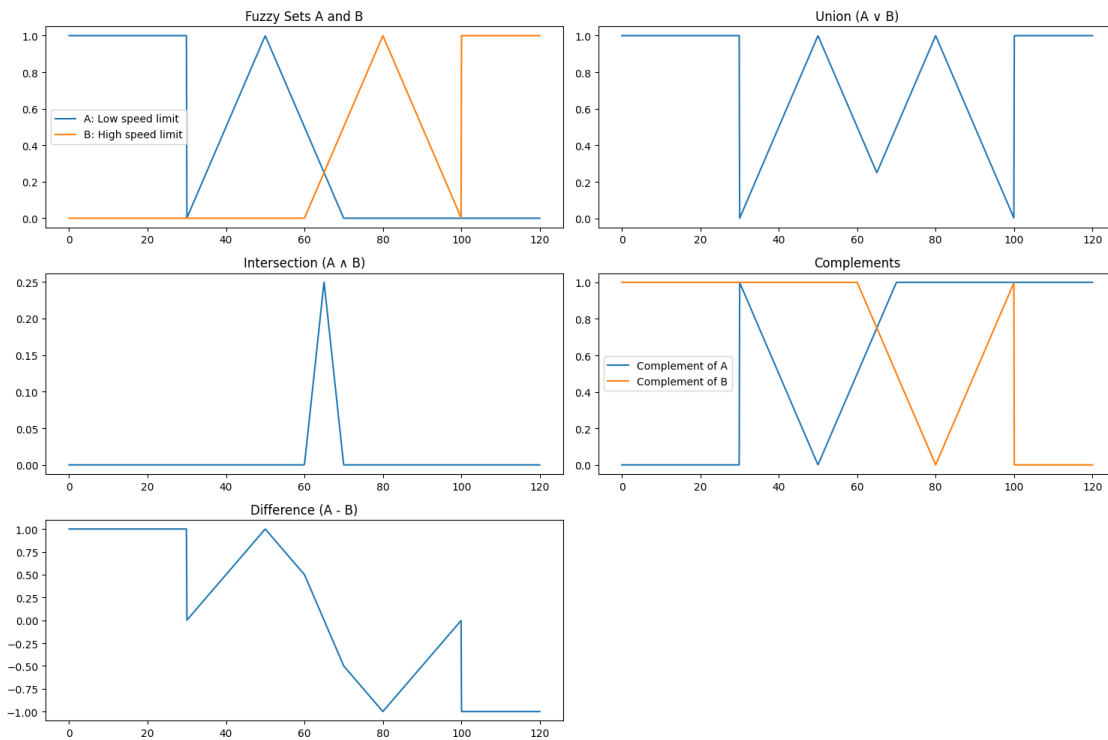 Fuzzy Sets A and B
1.0
0.8
0.6
0.4
0.2
0.0
A: Low speed limit
B: High speed limit
0 20 40 60 80 100 120
Union (A ∨ B)
1.0
0.8
0.6
0.4
0.2
0.0
0 20 40 60 80 100 120
Intersection (A ∧ B)
0.25
0.20
0.15
0.10
0.05
0.00
0 20 40 60 80 100 120
Complements
1.0
0.8
0.6
0.4
0.2
0.0
Complement of A
Complement of B
0 20 40 60 80 100 120
Difference (A - B)
1.00
0.75
0.50
0.25
0.00
−0.25
−0.50
−0.75
−1.00
0 20 40 60 80 100 120